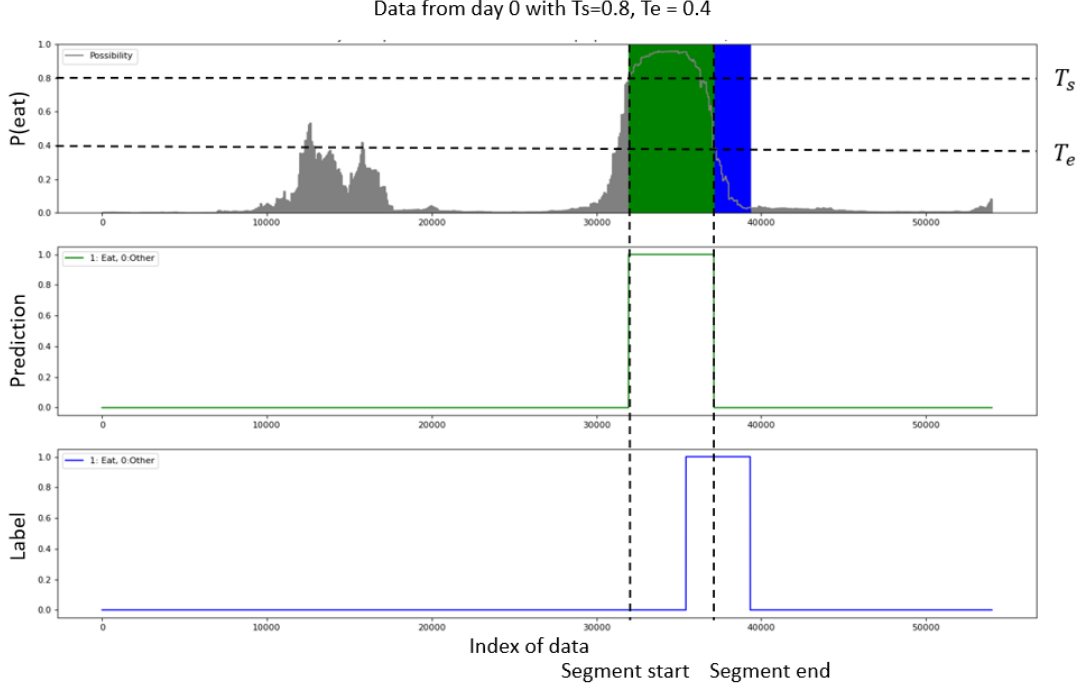 Data from day 0 with Ts=0.8, Te = 0.4
Possibility
P(eat)
1.0
0.8
0.6
0.4
0.2
0.0
0 10000 20000 30000 40000 50000
Ts
Te
1: Eat, 0:Other
Prediction
1.0
0.8
0.6
0.4
0.2
0.0
0 10000 20000 30000 40000 50000
1: Eat, 0:Other
Label
1.0
0.8
0.6
0.4
0.2
0.0
0 10000 20000 30000 40000 50000
Index of data
Segment start Segment end